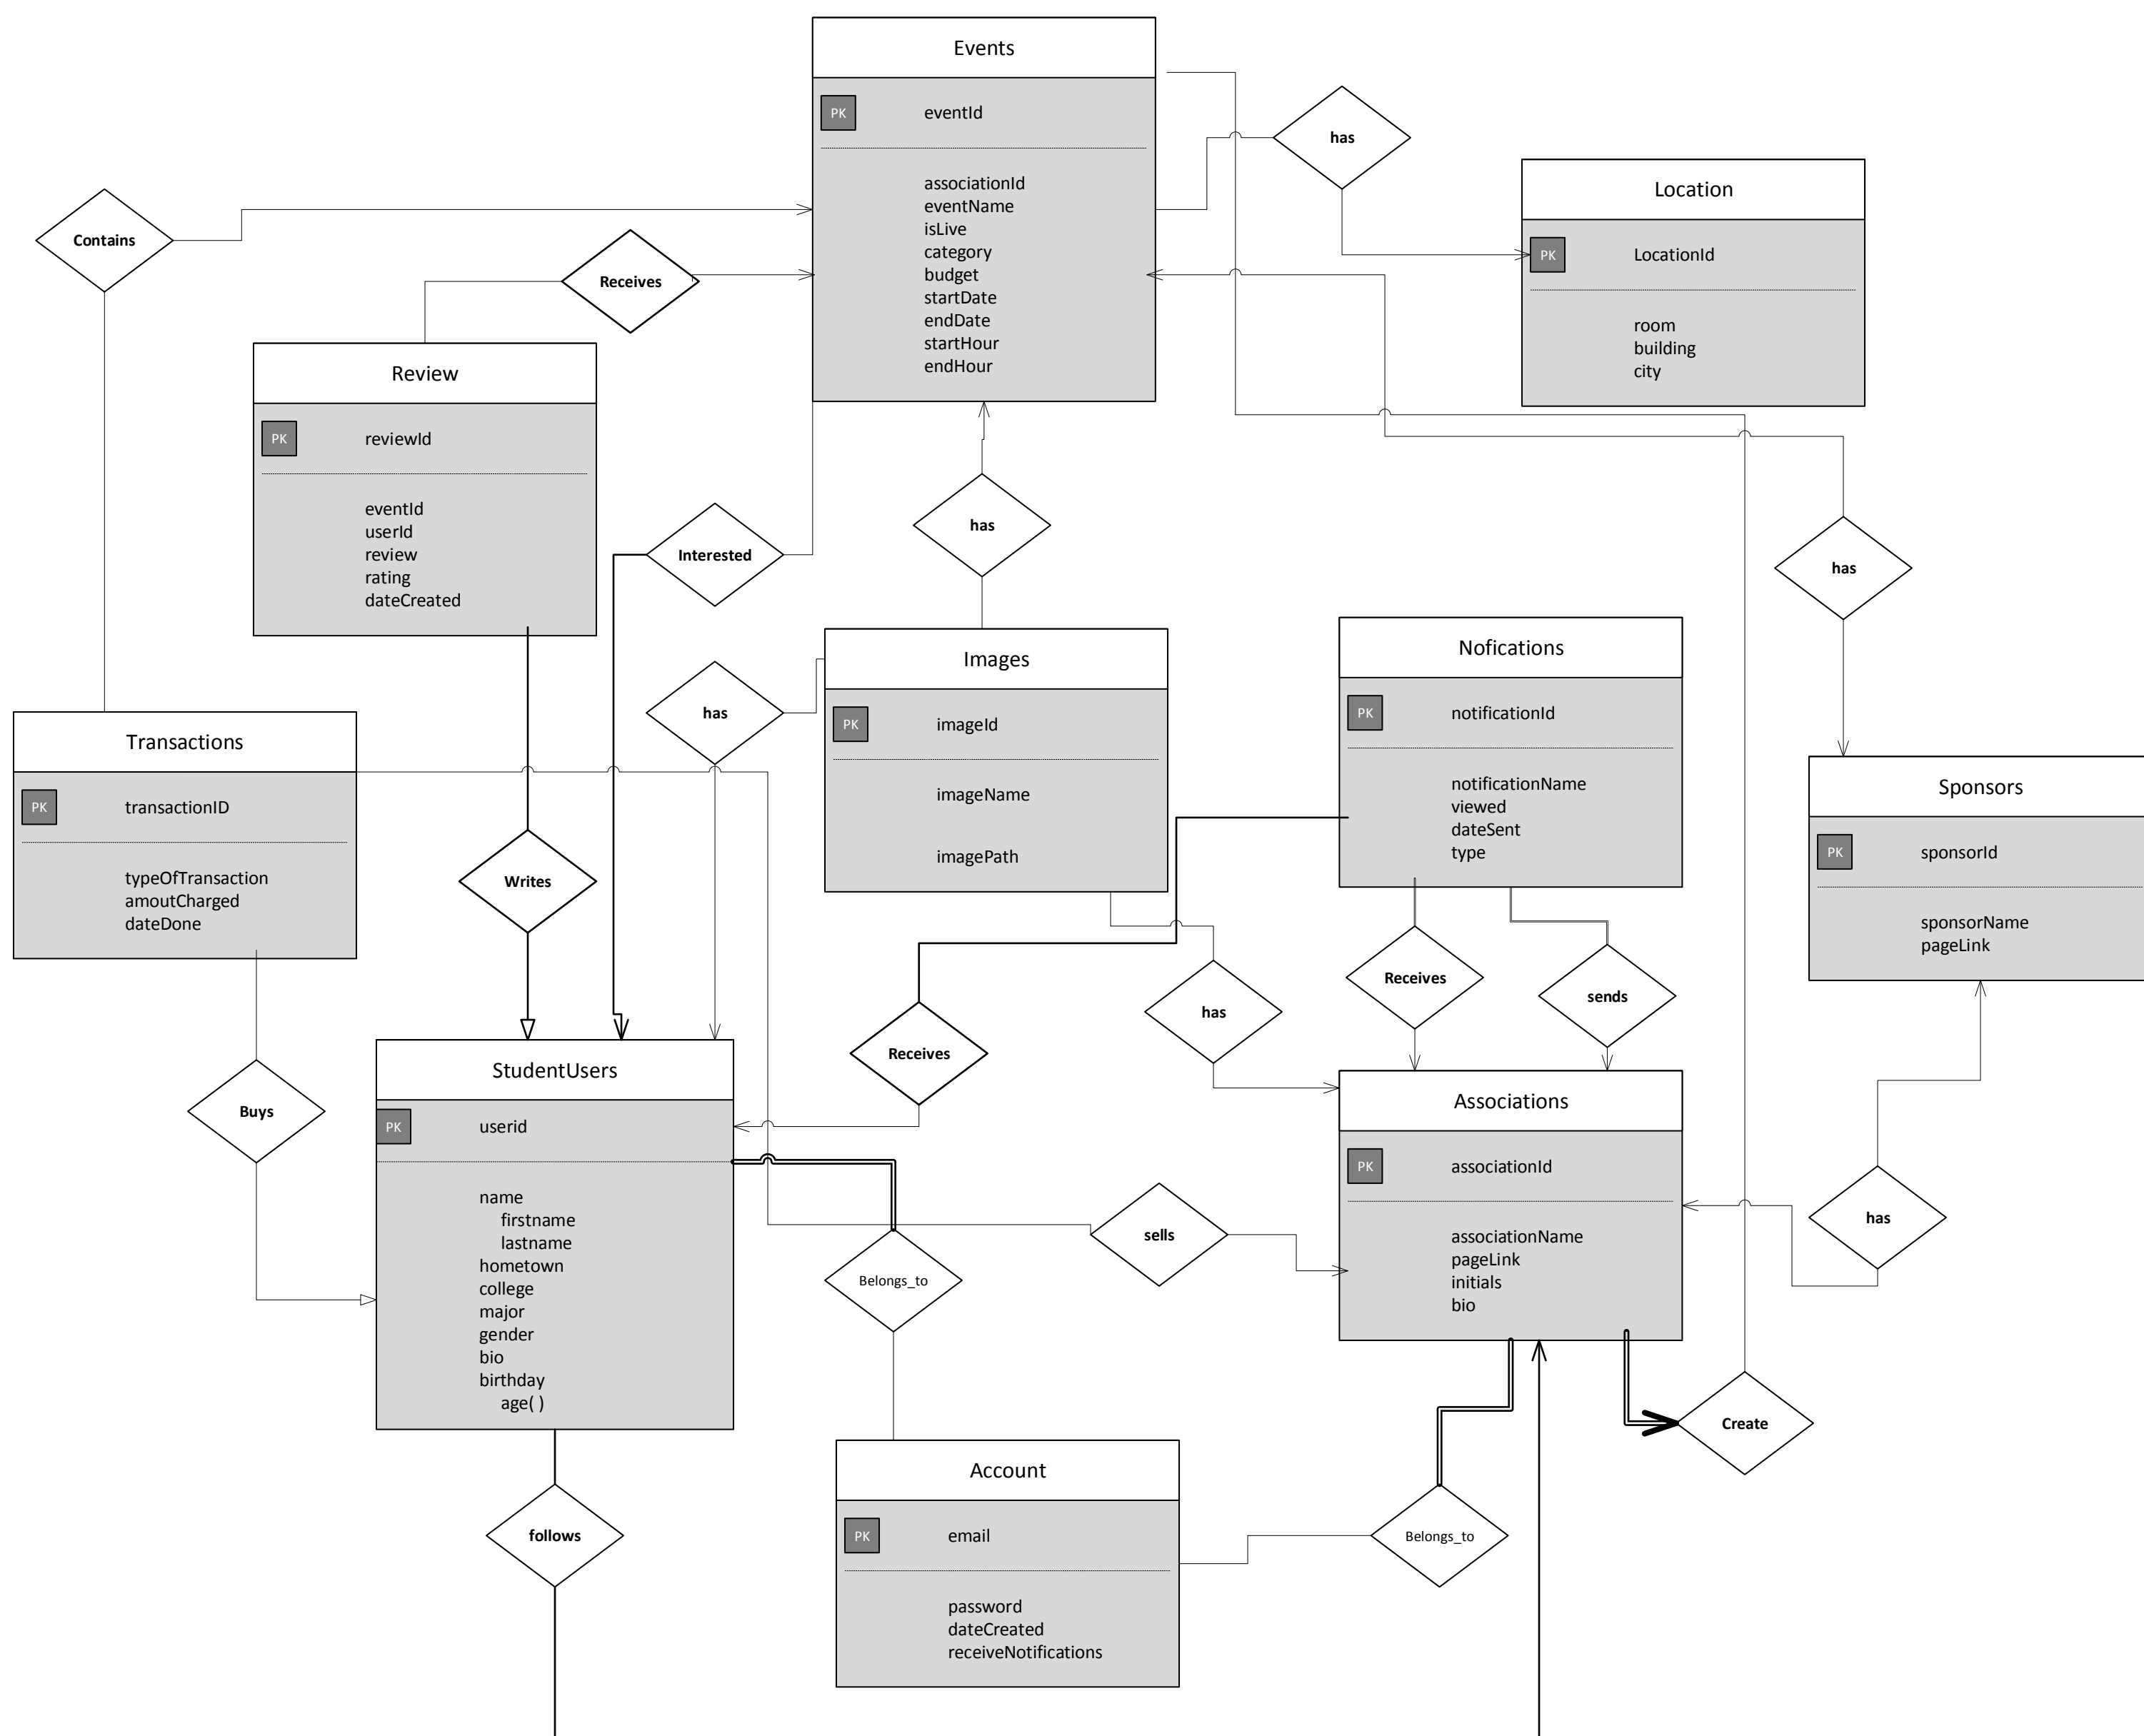 Events
PK eventId
associationId
eventName
isLive
category
budget
startDate
endDate
startHour
endHour
has
Location
PK LocationId
room
building
city
Contains
Receives
Review
PK reviewId
eventId
userId
review
rating
dateCreated
Interested
has
has
has
Images
PK imageId
imageName
imagePath
Nofications
PK notificationId
notificationName
viewed
dateSent
type
Transactions
PK transactionID
typeOfTransaction
amoutCharged
dateDone
Sponsors
PK sponsorId
sponsorName
pageLink
Writes
Receives
sends
has
Receives
StudentUsers
PK userid
name
firstname
lastname
hometown
college
major
gender
bio
birthday
age( )
Buys
Associations
PK associationId
associationName
pageLink
initials
bio
sells
has
Belongs_to
Create
Account
PK email
password
dateCreated
receiveNotifications
follows
Belongs_to